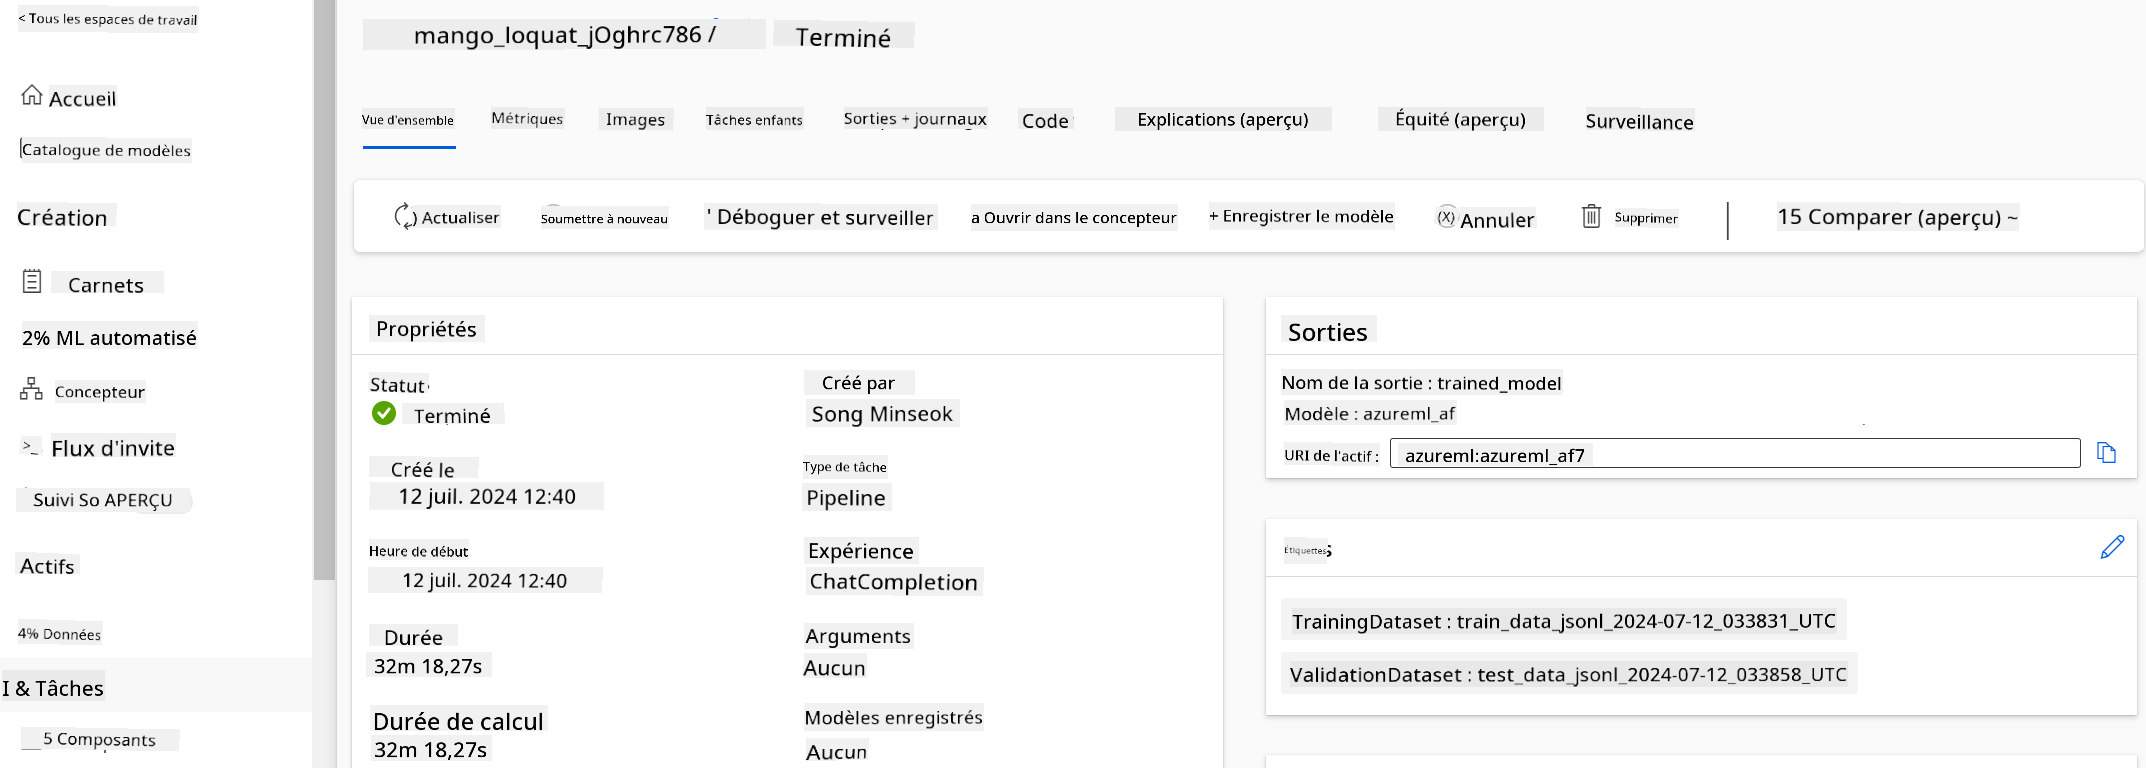 < Tous les espaces de travail
Accueil
Catalogue de modèles
Création
Carnets
2% ML automatisé
Concepteur
>_ Flux d'invite
Suivi So APERÇU
Actifs
4% Données
I & Tâches
5 Composants
mango_loquat_jOghrc786 / Terminé
Vue d'ensemble Métriques Images Tâches enfants Sorties + journaux Code Explications (aperçu) Équité (aperçu) Surveillance
Actualiser Soumettre à nouveau ' Déboguer et surveiller a Ouvrir dans le concepteur + Enregistrer le modèle (X) Annuler Supprimer 15 Comparer (aperçu) ~
Propriétés
Statut
Terminé
Créé le
12 juil. 2024 12:40
Heure de début
12 juil. 2024 12:40
Durée
32m 18,27s
Durée de calcul
32m 18,27s
Créé par
Song Minseok
Type de tâche
Pipeline
Expérience
ChatCompletion
Arguments
Aucun
Modèles enregistrés
Aucun
Sorties
Nom de la sortie : trained_model
Modèle : azureml_af
URI de l'actif : azureml:azureml_af7
Étiquettes
TrainingDataset : train_data_jsonl_2024-07-12_033831_UTC
ValidationDataset : test_data_jsonl_2024-07-12_033858_UTC